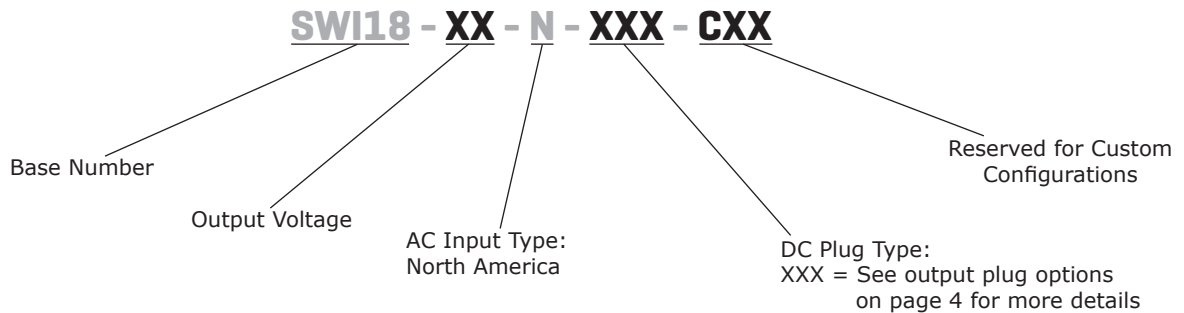 SWI18 - XX - N - XXX - CXX
Base Number
Output Voltage
AC Input Type:
North America
DC Plug Type:
XXX = See output plug options
on page 4 for more details
Reserved for Custom
Configurations